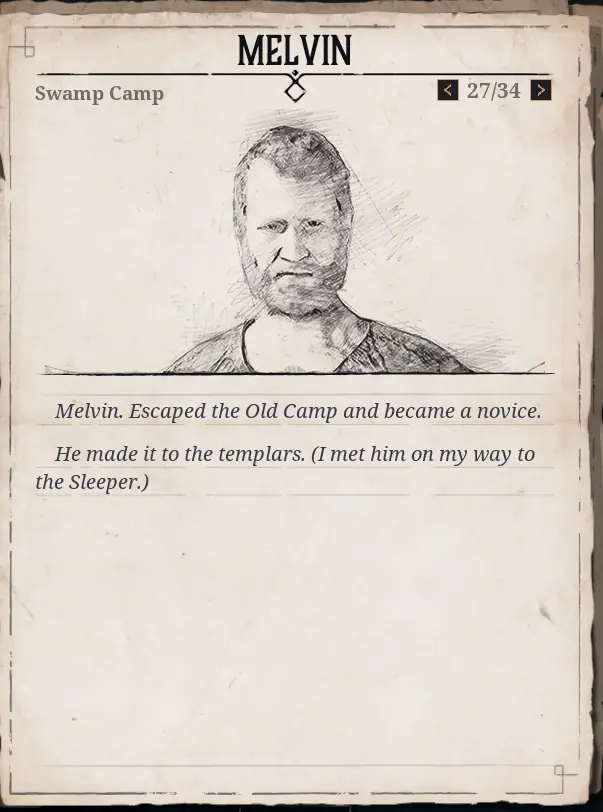 MELVIN
Swamp Camp
< 27/34 >
Melvin. Escaped the Old Camp and became a novice.
He made it to the templars. (I met him on my way to
the Sleeper.)